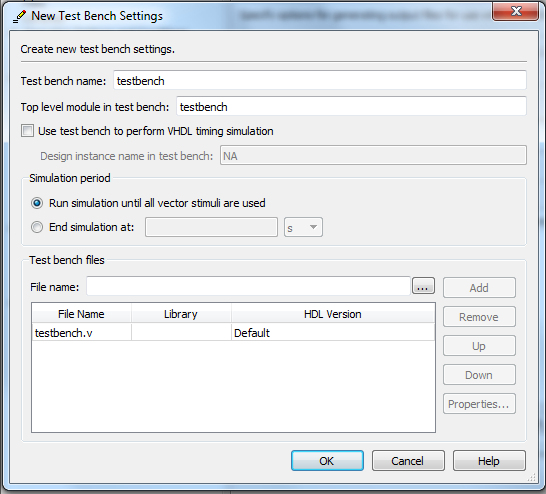 New Test Bench Settings
Create new test bench settings.
Test bench name: testbench
Top level module in test bench: testbench
Use test bench to perform VHDL timing simulation
Design instance name in test bench: NA
Simulation period
Run simulation until all vector stimuli are used
End simulation at: s
Test bench files
File name: ... Add
File Name Library HDL Version
Remove
testbench.v Default
Up
Down
Properties...
OK Cancel Help